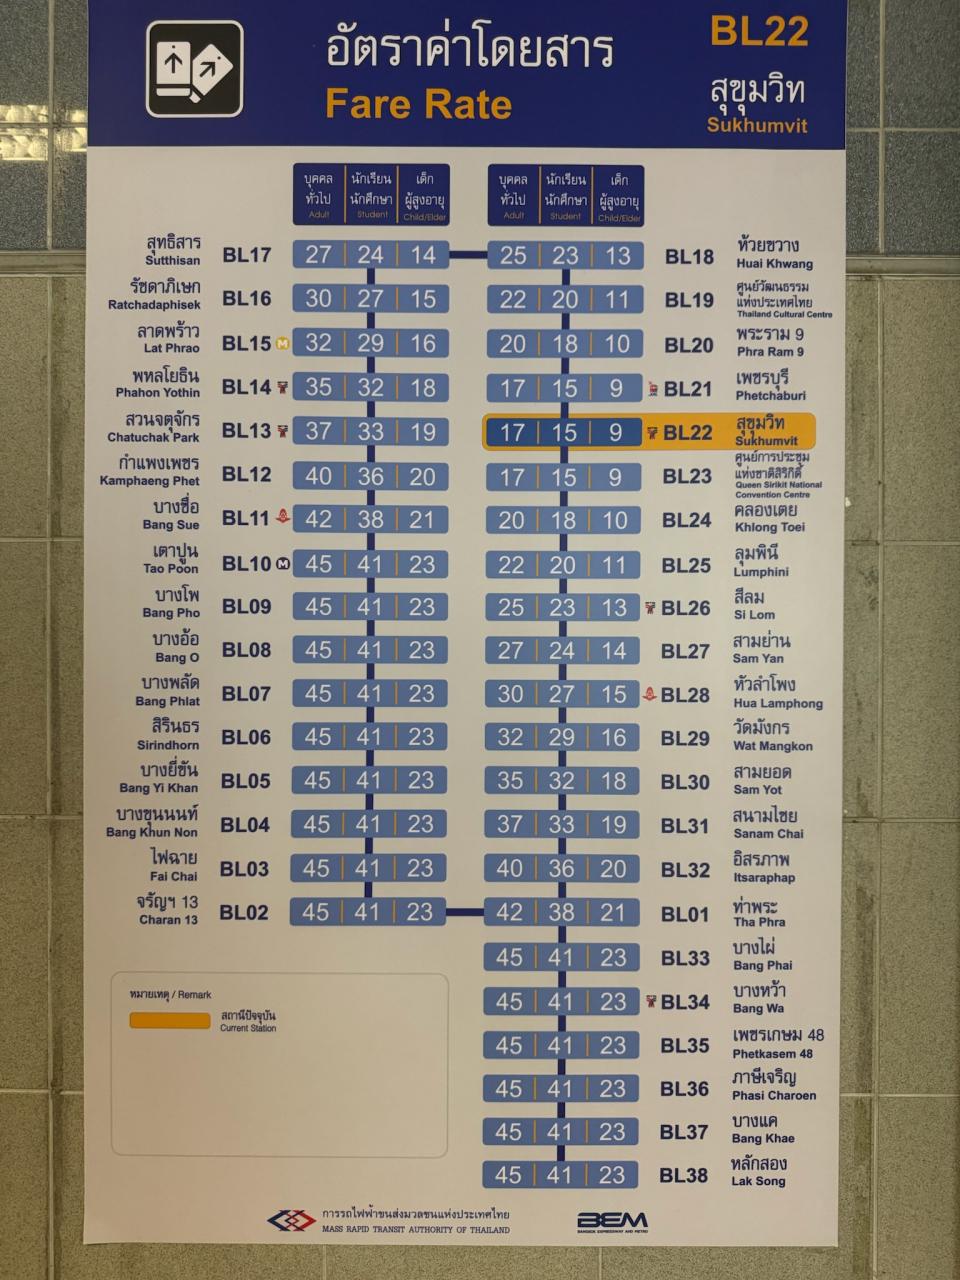 อัตราค่าโดยสาร
Fare Rate
BL22
สุขุมวิท
Sukhumvit
บุคคล นักเรียน เด็ก
ทั่วไป นักศึกษา ผู้สูงอายุ
Adult Student Child/Elder
บุคคล นักเรียน เด็ก
ทั่วไป นักศึกษา ผู้สูงอายุ
Adult Student Child/Elder
สุทธิสาร
Sutthisan
BL17 27 24 14
รัชดาภิเษก
Ratchadaphisek
BL16 30 27 15
ลาดพร้าว
Lat Phrao
BL15 M 32 29 16
พหลโยธิน
Phahon Yothin
BL14 35 32 18
สวนจตุจักร
Chatuchak Park
BL13 37 33 19
กำแพงเพชร
Kamphaeng Phet
BL12 40 36 20
บางซื่อ
Bang Sue
BL11 42 38 21
เตาปูน
Tao Poon
BL10 M 45 41 23
บางโพ
Bang Pho
BL09 45 41 23
บางอ้อ
Bang O
BL08 45 41 23
บางพลัด
Bang Phlat
BL07 45 41 23
สิรินธร
Sirindhorn
BL06 45 41 23
บางยี่ขัน
Bang Yi Khan
BL05 45 41 23
บางขุนนนท์
Bang Khun Non
BL04 45 41 23
ไฟฉาย
Fai Chai
BL03 45 41 23
จรัญฯ 13
Charan 13
BL02 45 41 23
25 23 13 BL18
ห้วยขวาง
Huai Khwang
22 20 11 BL19
ศูนย์วัฒนธรรม
แห่งประเทศไทย
Thailand Cultural Centre
20 18 10 BL20
พระราม 9
Phra Ram 9
17 15 9 BL21
เพชรบุรี
Phetchaburi
17 15 9 BL22
สุขุมวิท
Sukhumvit
17 15 9 BL23
ศูนย์การประชุม
แห่งชาติสิริกิติ์
Queen Sirikit National
Convention Centre
20 18 10 BL24
คลองเตย
Khlong Toei
22 20 11 BL25
ลุมพินี
Lumphini
25 23 13 BL26
สีลม
Si Lom
27 24 14 BL27
สามย่าน
Sam Yan
30 27 15 BL28
หัวลำโพง
Hua Lamphong
32 29 16 BL29
วัดมังกร
Wat Mangkon
35 32 18 BL30
สามยอด
Sam Yot
37 33 19 BL31
สนามไชย
Sanam Chai
40 36 20 BL32
อิสรภาพ
Itsaraphap
42 38 21 BL01
ท่าพระ
Tha Phra
45 41 23 BL33
บางไผ่
Bang Phai
45 41 23 BL34
บางหว้า
Bang Wa
45 41 23 BL35
เพชรเกษม 48
Phetkasem 48
45 41 23 BL36
ภาษีเจริญ
Phasi Charoen
45 41 23 BL37
บางแค
Bang Khae
45 41 23 BL38
หลักสอง
Lak Song
หมายเหตุ / Remark
สถานีปัจจุบัน
Current Station
การรถไฟฟ้าขนส่งมวลชนแห่งประเทศไทย
MASS RAPID TRANSIT AUTHORITY OF THAILAND
BEM
BANGKOK EXPRESSWAY AND METRO